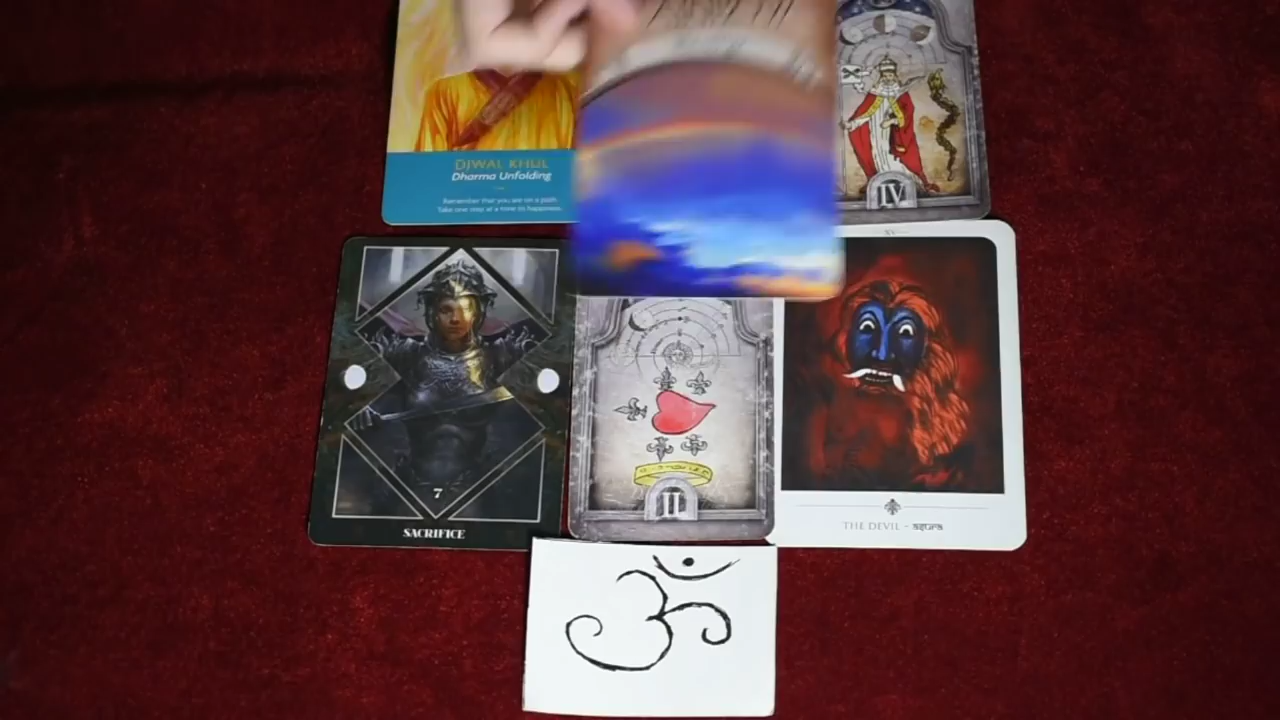 DJWAL KHUL
Dharma Unfolding
Remember that you are on a path.
Take one step at a time to happiness.
IV
XV
7
SACRIFICE
II
THE DEVIL - asura
ॐ